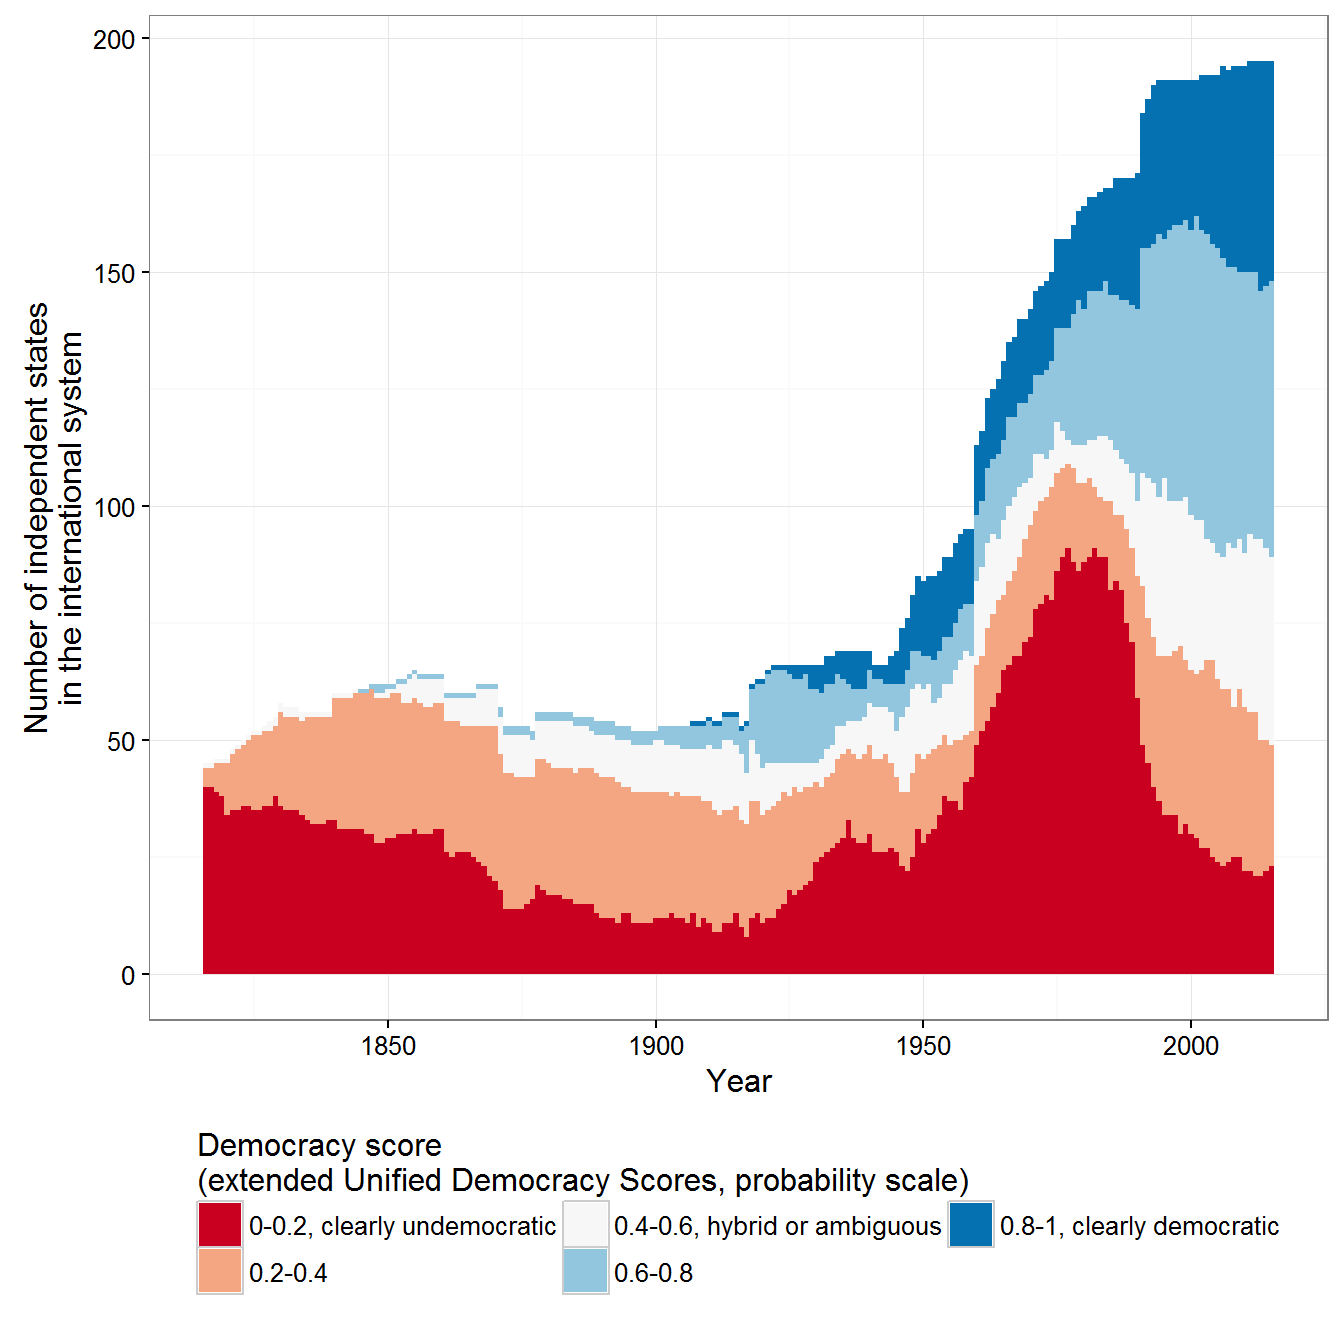 Number of independent states
in the international system
200
150
100
50
0
1850 1900 1950 2000
Year
Democracy score
(extended Unified Democracy Scores, probability scale)
0-0.2, clearly undemocratic 0.4-0.6, hybrid or ambiguous 0.8-1, clearly democratic
0.2-0.4 0.6-0.8